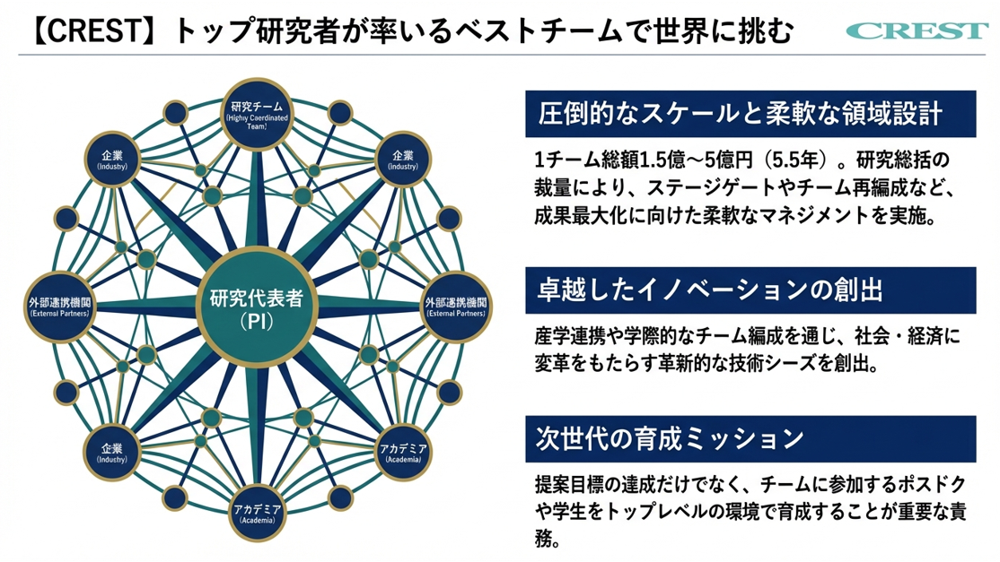 【CREST】トップ研究者が率いるベストチームで世界に挑む
CREST
研究チーム
(Highly Coerdinated
Team)
企業
(Industry)
企業
(Industry)
外部連携機関
(External Partners)
研究代表者
(PI)
外部連携機関
(Esternal Partners)
企業
(Industry)
アカデミア
(Academia)
アカデミア
(Academia)
圧倒的なスケールと柔軟な領域設計
1チーム総額1.5億～5億円（5.5年）。研究総括の
裁量により、ステージゲートやチーム再編成など、
成果最大化に向けた柔軟なマネジメントを実施。
卓越したイノベーションの創出
産学連携や学際的なチーム編成を通じ、社会・経済に
変革をもたらす革新的な技術シーズを創出。
次世代の育成ミッション
提案目標の達成だけでなく、チームに参加するポスドク
や学生をトップレベルの環境で育成することが重要な責
務。